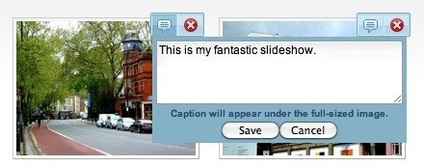 This is my fantastic slideshow.
Caption will appear under the full-sized image.
Save Cancel